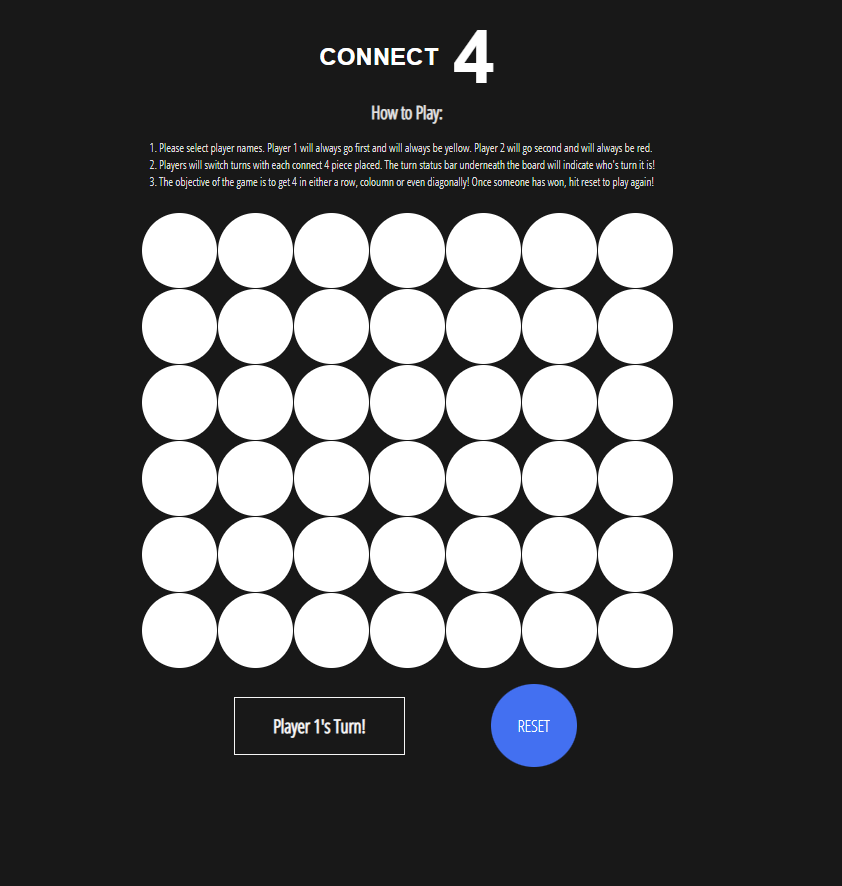 CONNECT 4
How to Play:
1. Please select player names. Player 1 will always go first and will always be yellow. Player 2 will go second and will always be red.
2. Players will switch turns with each connect 4 piece placed. The turn status bar underneath the board will indicate who's turn it is!
3. The objective of the game is to get 4 in either a row, coloumn or even diagonally! Once someone has won, hit reset to play again!
Player 1's Turn!
RESET